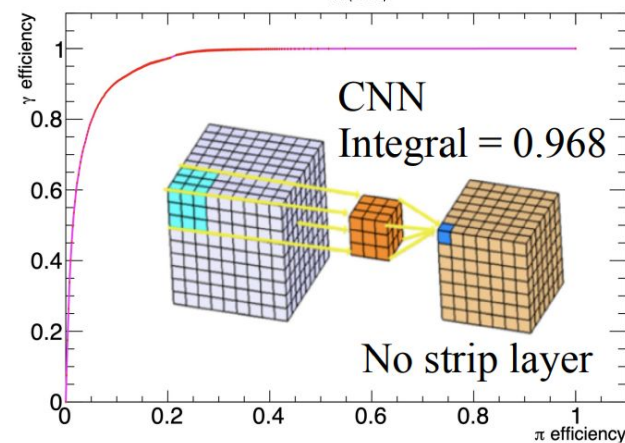 γ efficiency
1
0.8
0.6
0.4
0.2
0
CNN
Integral = 0.968
No strip layer
0 0.2 0.4 0.6 0.8 1
π efficiency